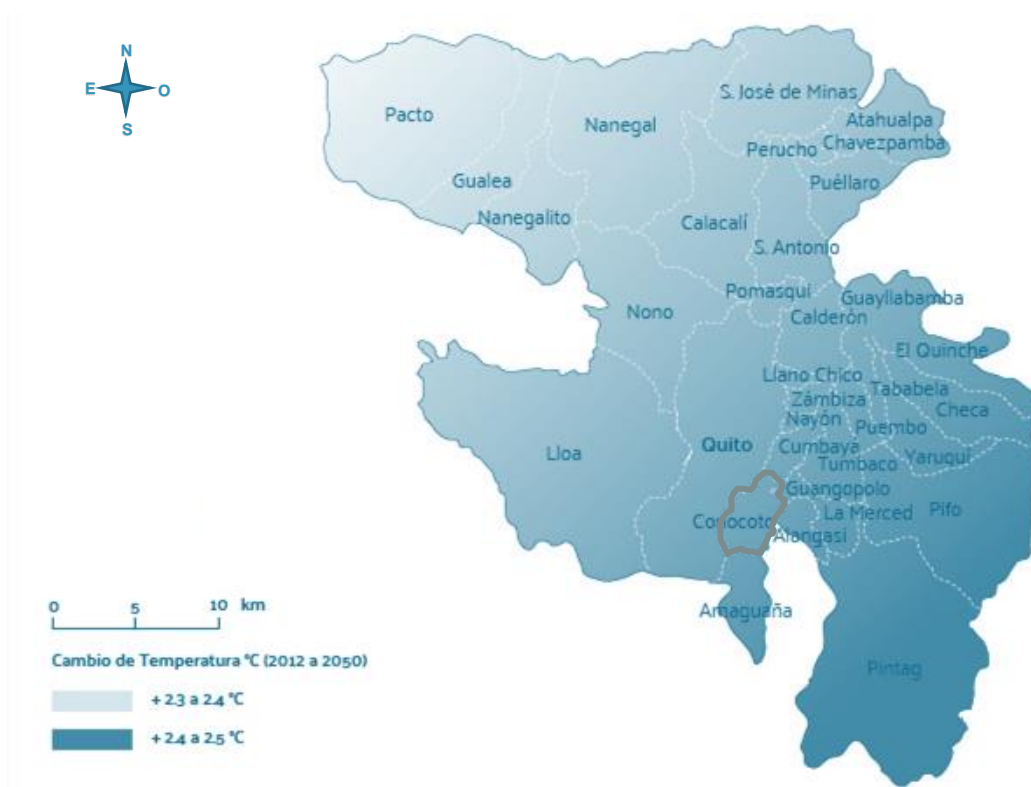 N
E O
S
Pacto
Nanegal
S. José de Minas
Atahualpa
Perucho
Chavezpamba
Gualea
Puéllaro
Nanegalito
Calacalí
S. Antonio
Pomasqui
Guayllabamba
Nono
Calderón
El Quinche
Llano Chico
Tababela
Zámbiza
Checa
Nayón
Puembo
Quito
Cumbayá
Lloa
Tumbaco
Yaruquí
Guangopolo
Conocoto
La Merced
Pifo
Alangasi
Amaguaña
Pintag
0 5 10 km
Cambio de Temperatura °C (2012 a 2050)
+ 2.3 a 2.4 °C
+ 2.4 a 2.5 °C